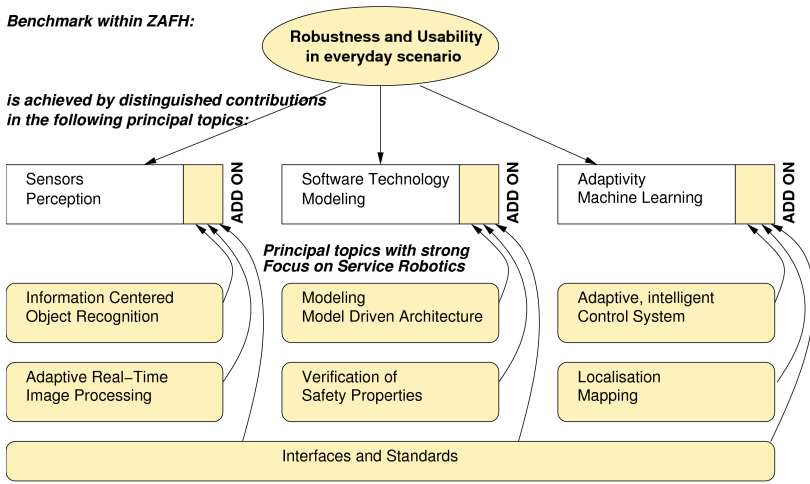 Benchmark within ZAFH:
Robustness and Usability
in everyday scenario
is achieved by distinguished contributions
in the following principal topics:
Sensors
Perception
ADD ON
Software Technology
Modeling
ADD ON
Adaptivity
Machine Learning
ADD ON
Principal topics with strong
Focus on Service Robotics
Information Centered
Object Recognition
Modeling
Model Driven Architecture
Adaptive, intelligent
Control System
Adaptive Real−Time
Image Processing
Verification of
Safety Properties
Localisation
Mapping
Interfaces and Standards